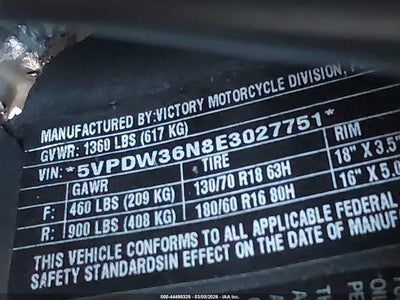 MANUFACTURED BY:VICTORY MOTORCYCLE DIVISION,
GVWR: 1360 LBS (617 KG)
VIN: *5VPDW36N8E3027751*
GAWR TIRE RIM
F: 460 LBS (209 KG) 130/70 R18 63H 18" X 3.5"
R: 900 LBS (408 KG) 180/60 R16 80H 16" X 5.0
THIS VEHICLE CONFORMS TO ALL APPLICABLE FEDERAL
SAFETY STANDARDSIN EFFECT ON THE DATE OF MANUF
000-44498328 - 03/05/2026 - IAA Inc.